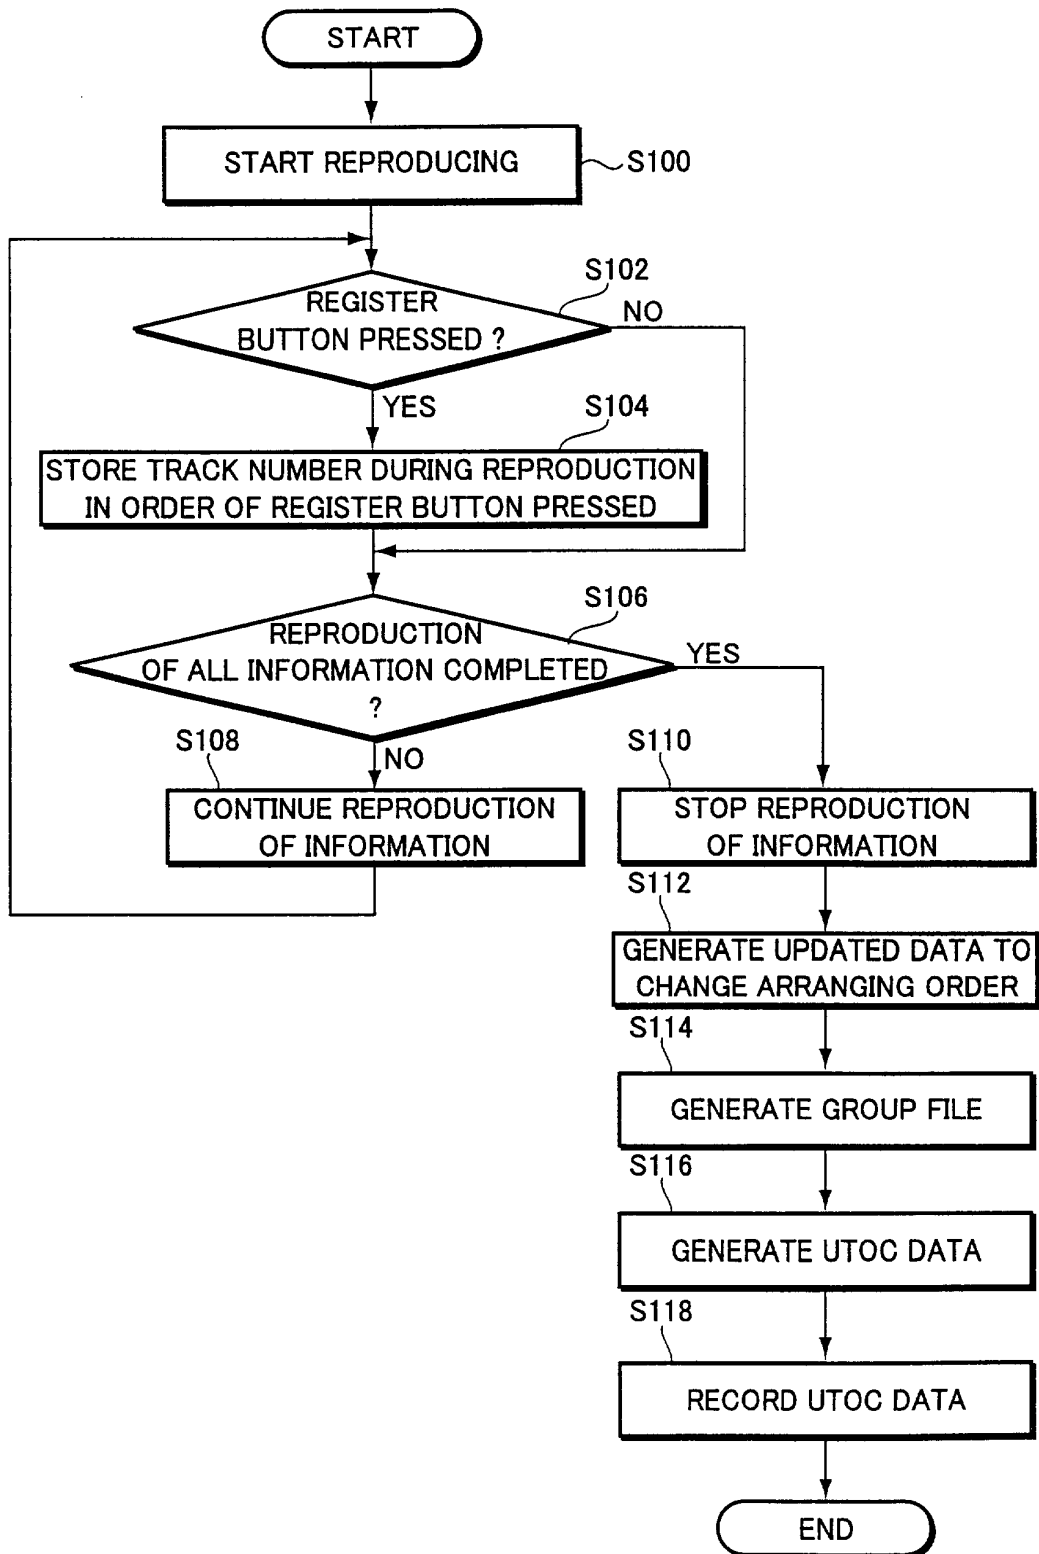 START
START REPRODUCING
S100
S102
REGISTER
BUTTON PRESSED ?
NO
YES
S104
STORE TRACK NUMBER DURING REPRODUCTION
IN ORDER OF REGISTER BUTTON PRESSED
S106
REPRODUCTION
OF ALL INFORMATION COMPLETED
?
YES
NO
S108
CONTINUE REPRODUCTION
OF INFORMATION
S110
STOP REPRODUCTION
OF INFORMATION
S112
GENERATE UPDATED DATA TO
CHANGE ARRANGING ORDER
S114
GENERATE GROUP FILE
S116
GENERATE UTOC DATA
S118
RECORD UTOC DATA
END